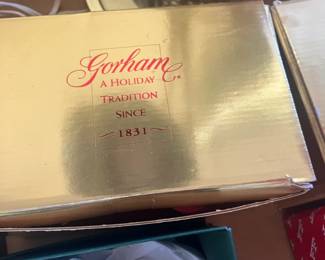 Gorham®
A HOLIDAY
TRADITION
SINCE
~ 1831 ~